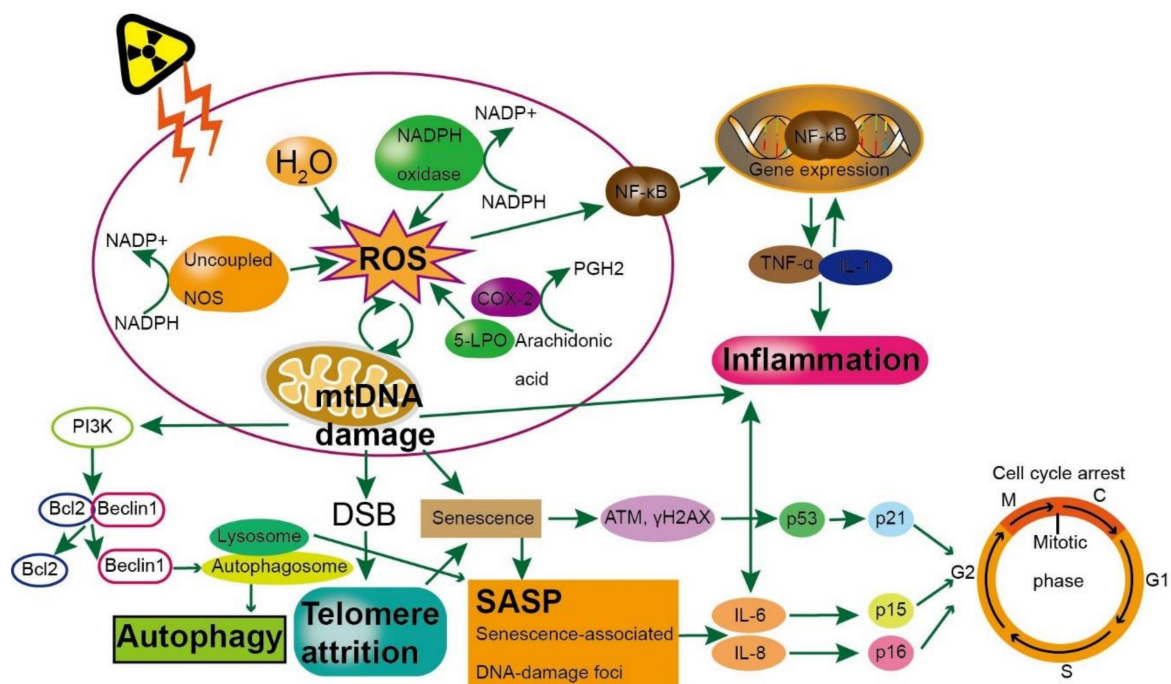 NADP+
NADPH
oxidase
NADPH
H2O
NF-κB
Gene expression
NF-κB
NADP+
Uncoupled
NOS
NADPH
ROS
PGH2
COX-2
5-LPO
Arachidonic
acid
TNF-α
IL-1
Inflammation
mtDNA
damage
PI3K
Bcl2
Beclin1
Bcl2
Beclin1
Lysosome
Autophagosome
Autophagy
DSB
Telomere
attrition
Senescence
ATM, γH2AX
p53
p21
SASP
Senescence-associated
DNA-damage foci
IL-6
IL-8
p15
p16
Cell cycle arrest
M
C
Mitotic
phase
G2
G1
S